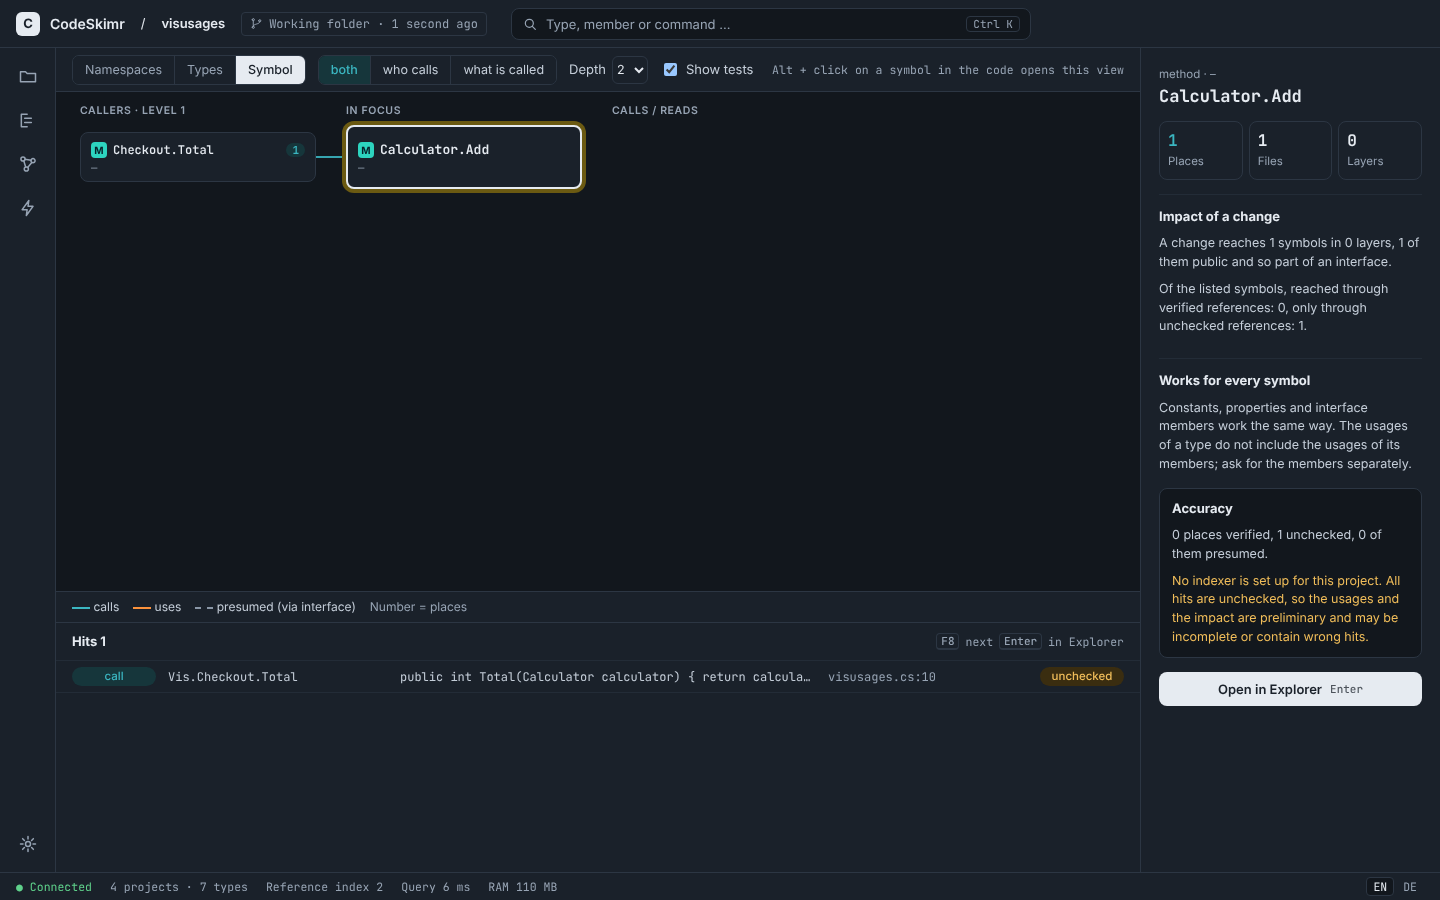 C CodeSkimr / visusages Working folder · 1 second ago Type, member or command ... Ctrl K
Namespaces Types Symbol both who calls what is called Depth 2 Show tests Alt + click on a symbol in the code opens this view
CALLERS · LEVEL 1 IN FOCUS CALLS / READS
M Checkout.Total 1
–
M Calculator.Add
–
calls uses presumed (via interface) Number = places
Hits 1 F8 next Enter in Explorer
call Vis.Checkout.Total public int Total(Calculator calculator) { return calcula… visusages.cs:10 unchecked
method · –
Calculator.Add
1 1 0
Places Files Layers
Impact of a change
A change reaches 1 symbols in 0 layers, 1 of
them public and so part of an interface.
Of the listed symbols, reached through
verified references: 0, only through
unchecked references: 1.
Works for every symbol
Constants, properties and interface
members work the same way. The usages
of a type do not include the usages of its
members; ask for the members separately.
Accuracy
0 places verified, 1 unchecked, 0 of
them presumed.
No indexer is set up for this project. All
hits are unchecked, so the usages and
the impact are preliminary and may be
incomplete or contain wrong hits.
Open in Explorer Enter
Connected 4 projects · 7 types Reference index 2 Query 6 ms RAM 110 MB EN DE